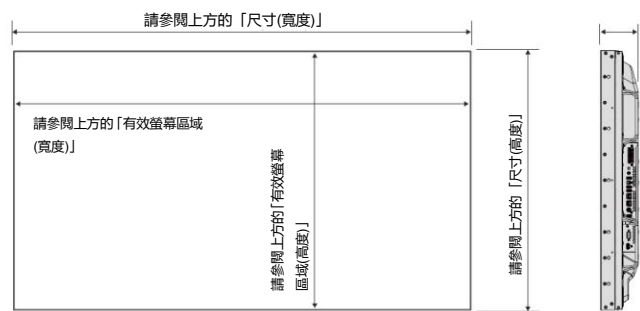 請參閱上方的「尺寸(寬度)」
請參閱上方的「有效螢幕區域
(寬度)」
請參閱上方的「有效螢幕
區域(高度)」
請參閱上方的「尺寸(高度)」